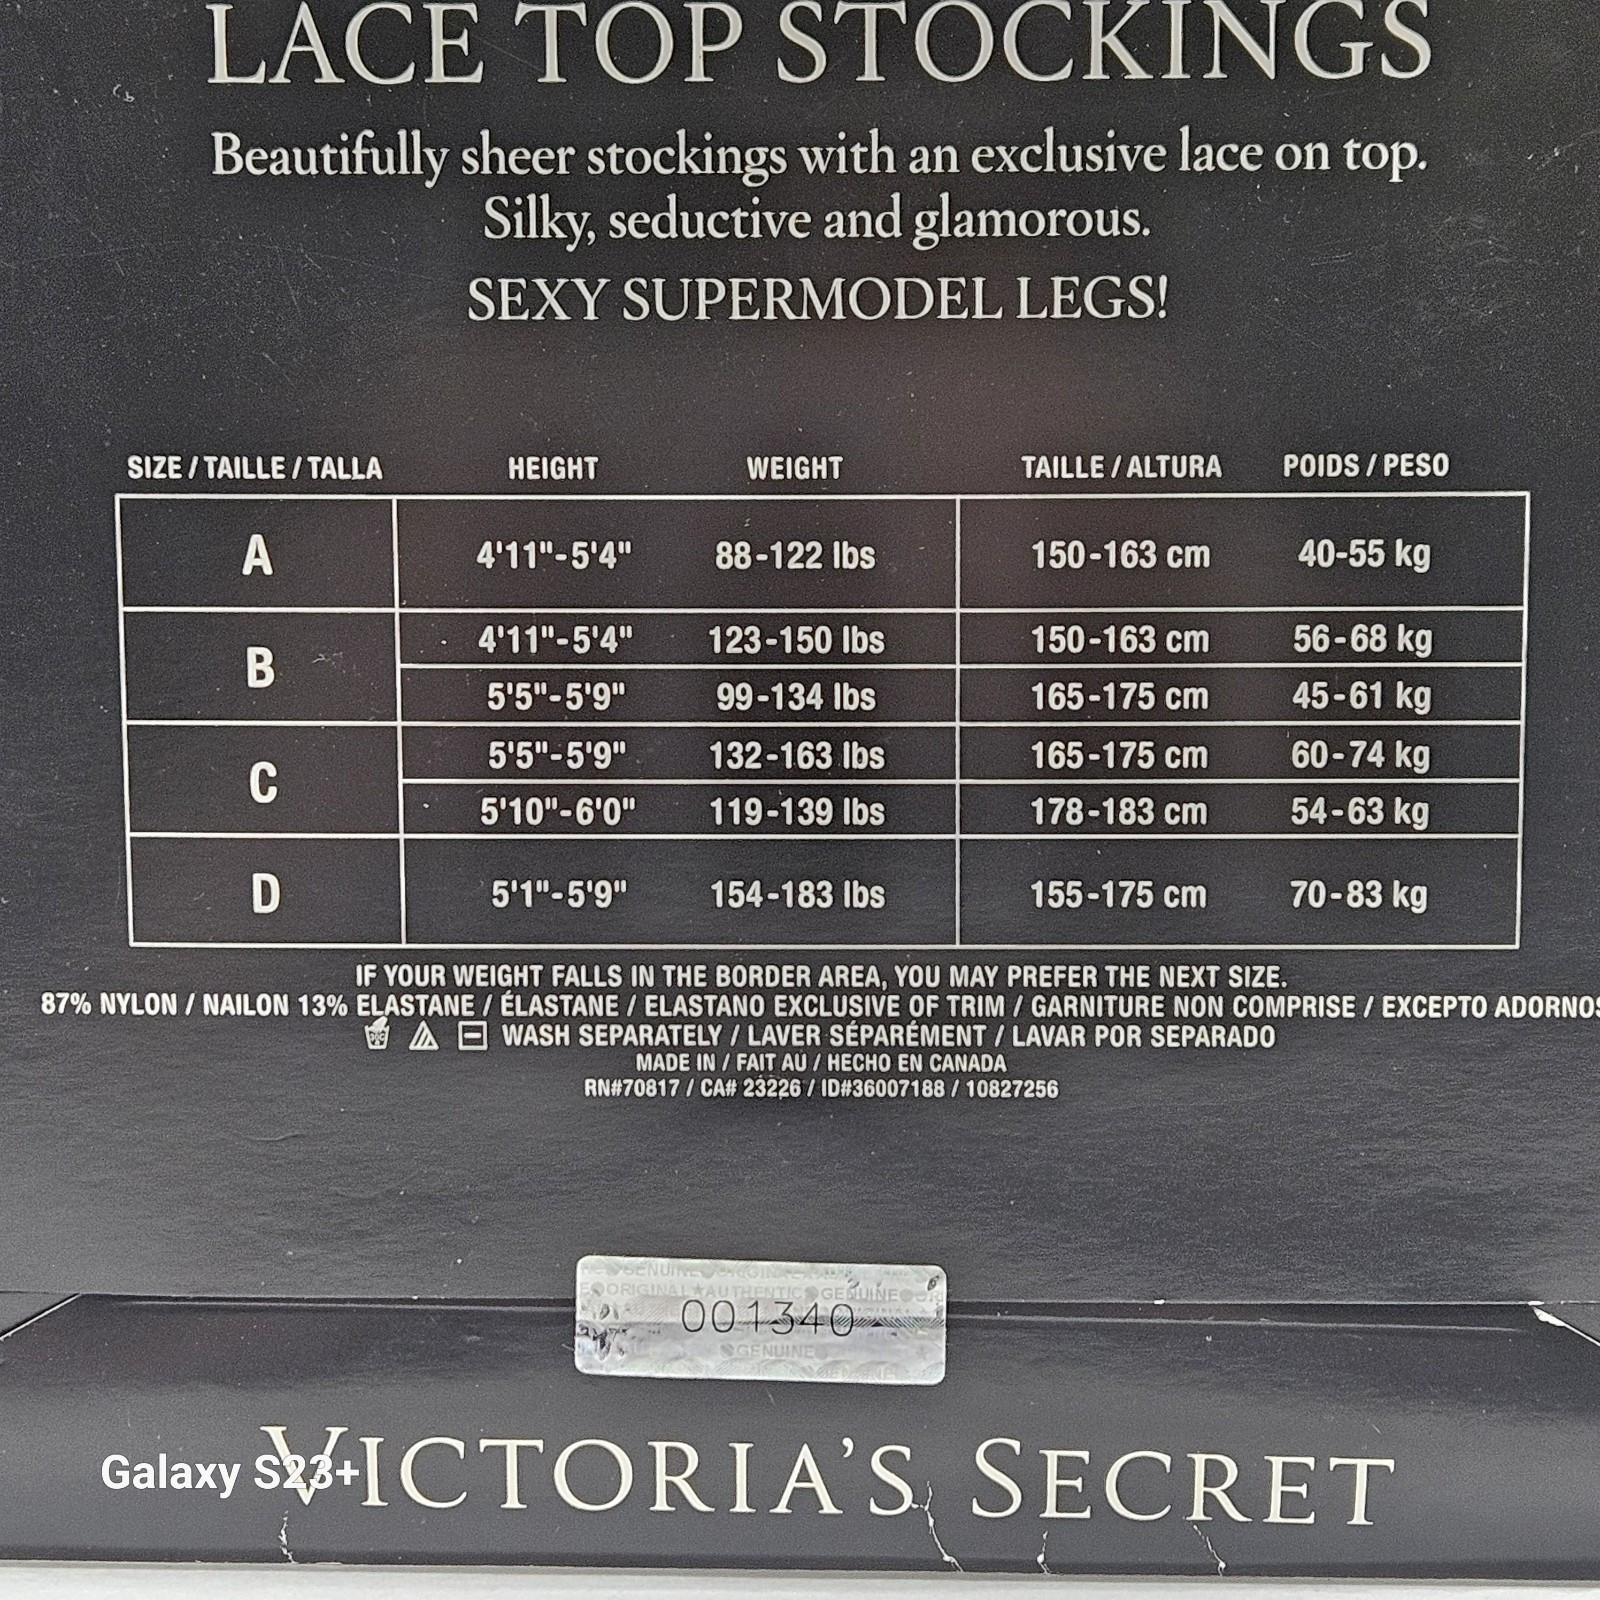 LACE TOP STOCKINGS
Beautifully sheer stockings with an exclusive lace on top.
Silky, seductive and glamorous.
SEXY SUPERMODEL LEGS!
SIZE / TAILLE / TALLA HEIGHT WEIGHT TAILLE / ALTURA POIDS / PESO
A 4'11"-5'4" 88-122 lbs 150-163 cm 40-55 kg
B 4'11"-5'4" 123-150 lbs 150-163 cm 56-68 kg
5'5"-5'9" 99-134 lbs 165-175 cm 45-61 kg
C 5'5"-5'9" 132-163 lbs 165-175 cm 60-74 kg
5'10"-6'0" 119-139 lbs 178-183 cm 54-63 kg
D 5'1"-5'9" 154-183 lbs 155-175 cm 70-83 kg
IF YOUR WEIGHT FALLS IN THE BORDER AREA, YOU MAY PREFER THE NEXT SIZE.
87% NYLON / NAILON 13% ELASTANE / ÉLASTANE / ELASTANO EXCLUSIVE OF TRIM / GARNITURE NON COMPRISE / EXCEPTO ADORNOS
WASH SEPARATELY / LAVER SÉPARÉMENT / LAVAR POR SEPARADO
MADE IN / FAIT AU / HECHO EN CANADA
RN#70817 / CA# 23226 / ID#36007188 / 10827256
GENUINE
ORIGINAL AUTHENTIC GENUINE
001340
GENUINE
VICTORIA'S SECRET
Galaxy S23+